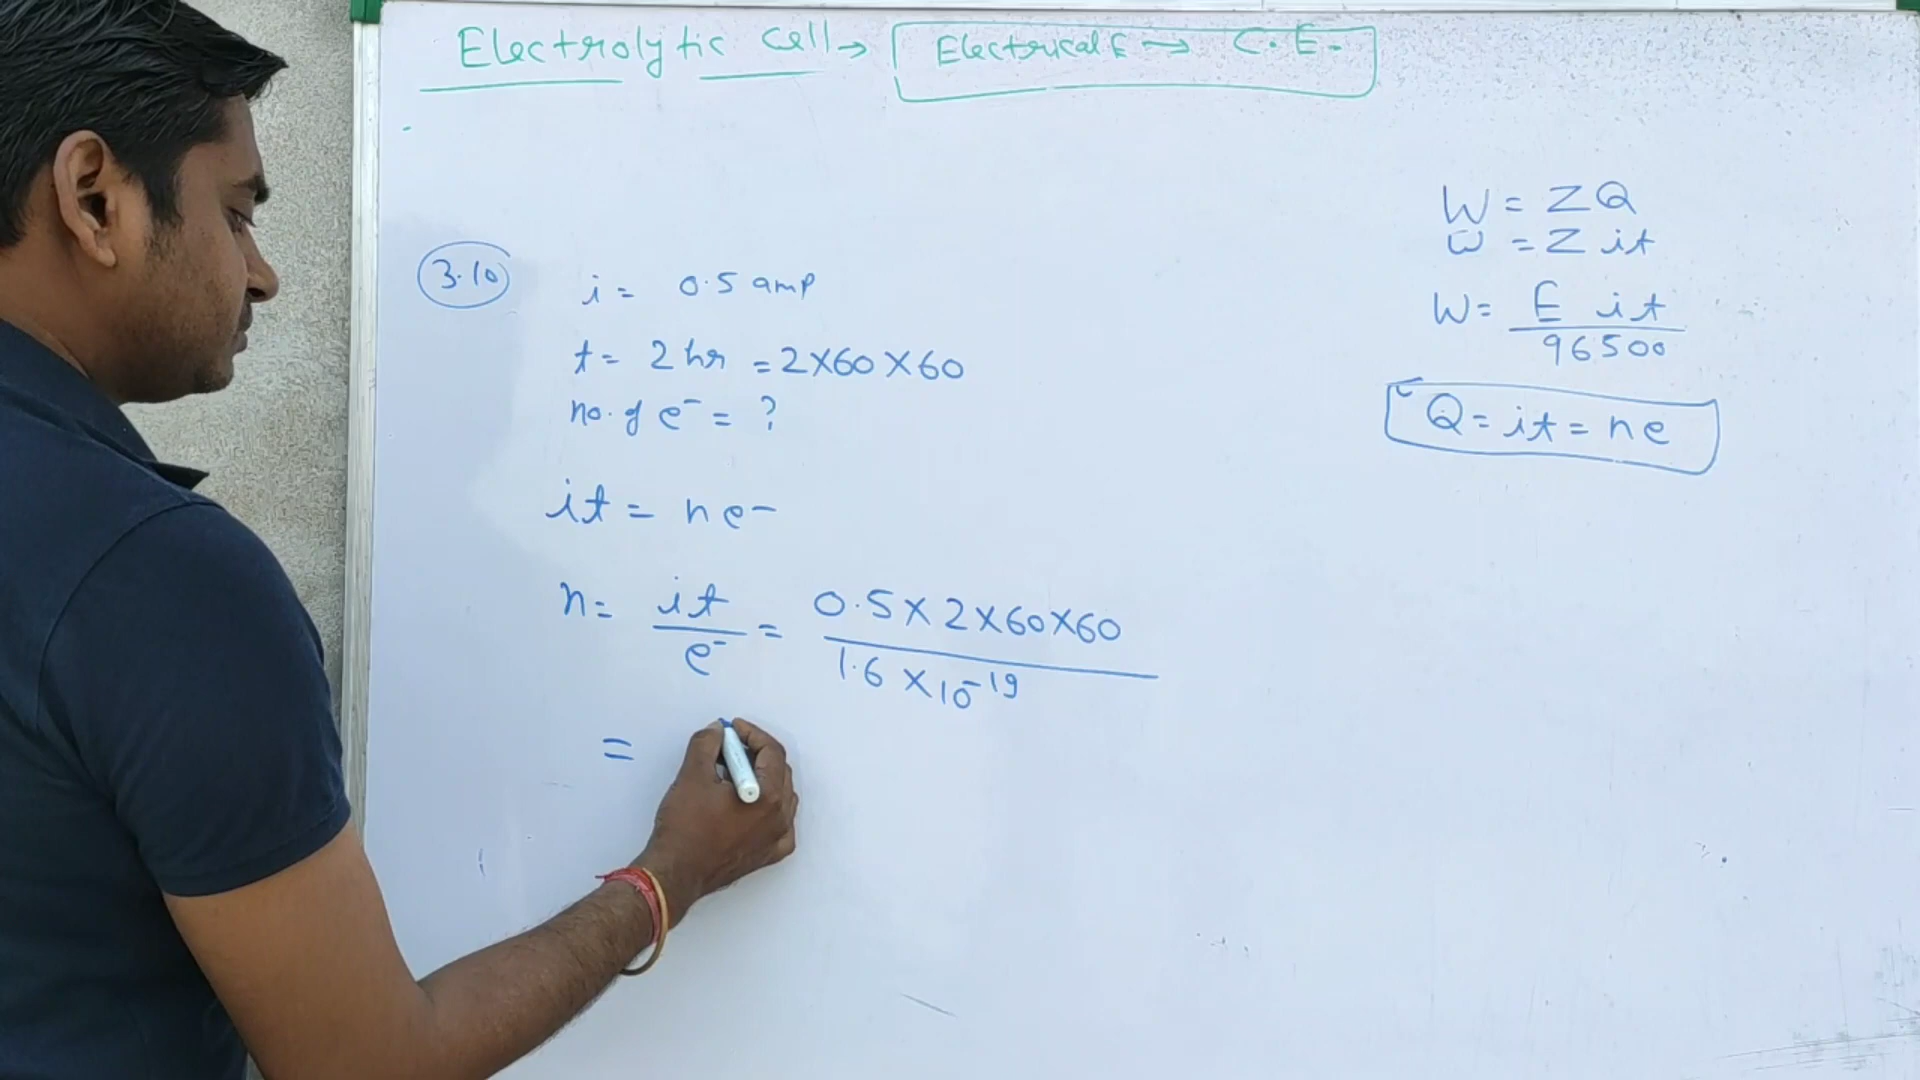 Electrolytic Cell → Electrical E → C.E.
W = ZQ
W = Z it
W = E it / 96500
Q = it = ne
3.10
i = 0.5 amp
t = 2 hr = 2×60×60
no. of e⁻ = ?
it = n e⁻
n = it / e⁻ = 0.5×2×60×60 / 1.6×10⁻¹⁹
=